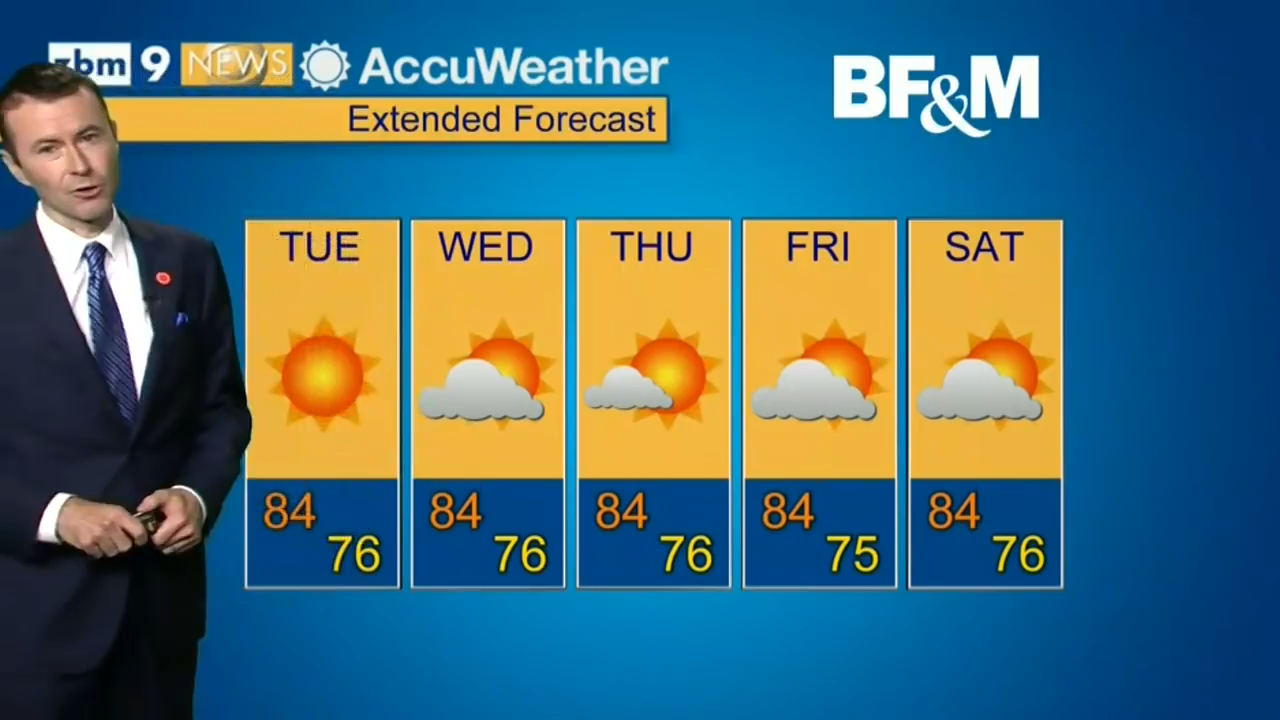 zbm 9 NEWS AccuWeather
Extended Forecast
BF&M
TUE WED THU FRI SAT
84 84 84 84 84
76 76 76 75 76